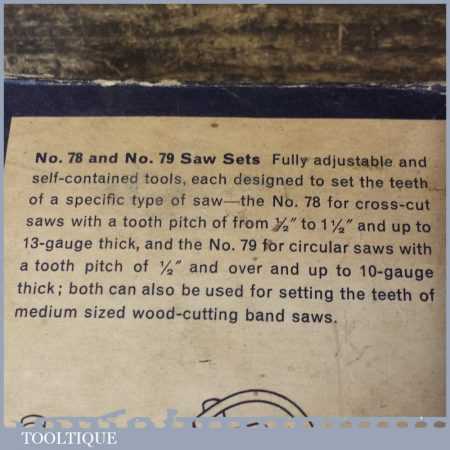 No. 78 and No. 79 Saw Sets Fully adjustable and
self-contained tools, each designed to set the teeth
of a specific type of saw—the No. 78 for cross-cut
saws with a tooth pitch of from ½″ to 1½″ and up to
13-gauge thick, and the No. 79 for circular saws with
a tooth pitch of ½″ and over and up to 10-gauge
thick; both can also be used for setting the teeth of
medium sized wood-cutting band saws.
TOOLTIQUE